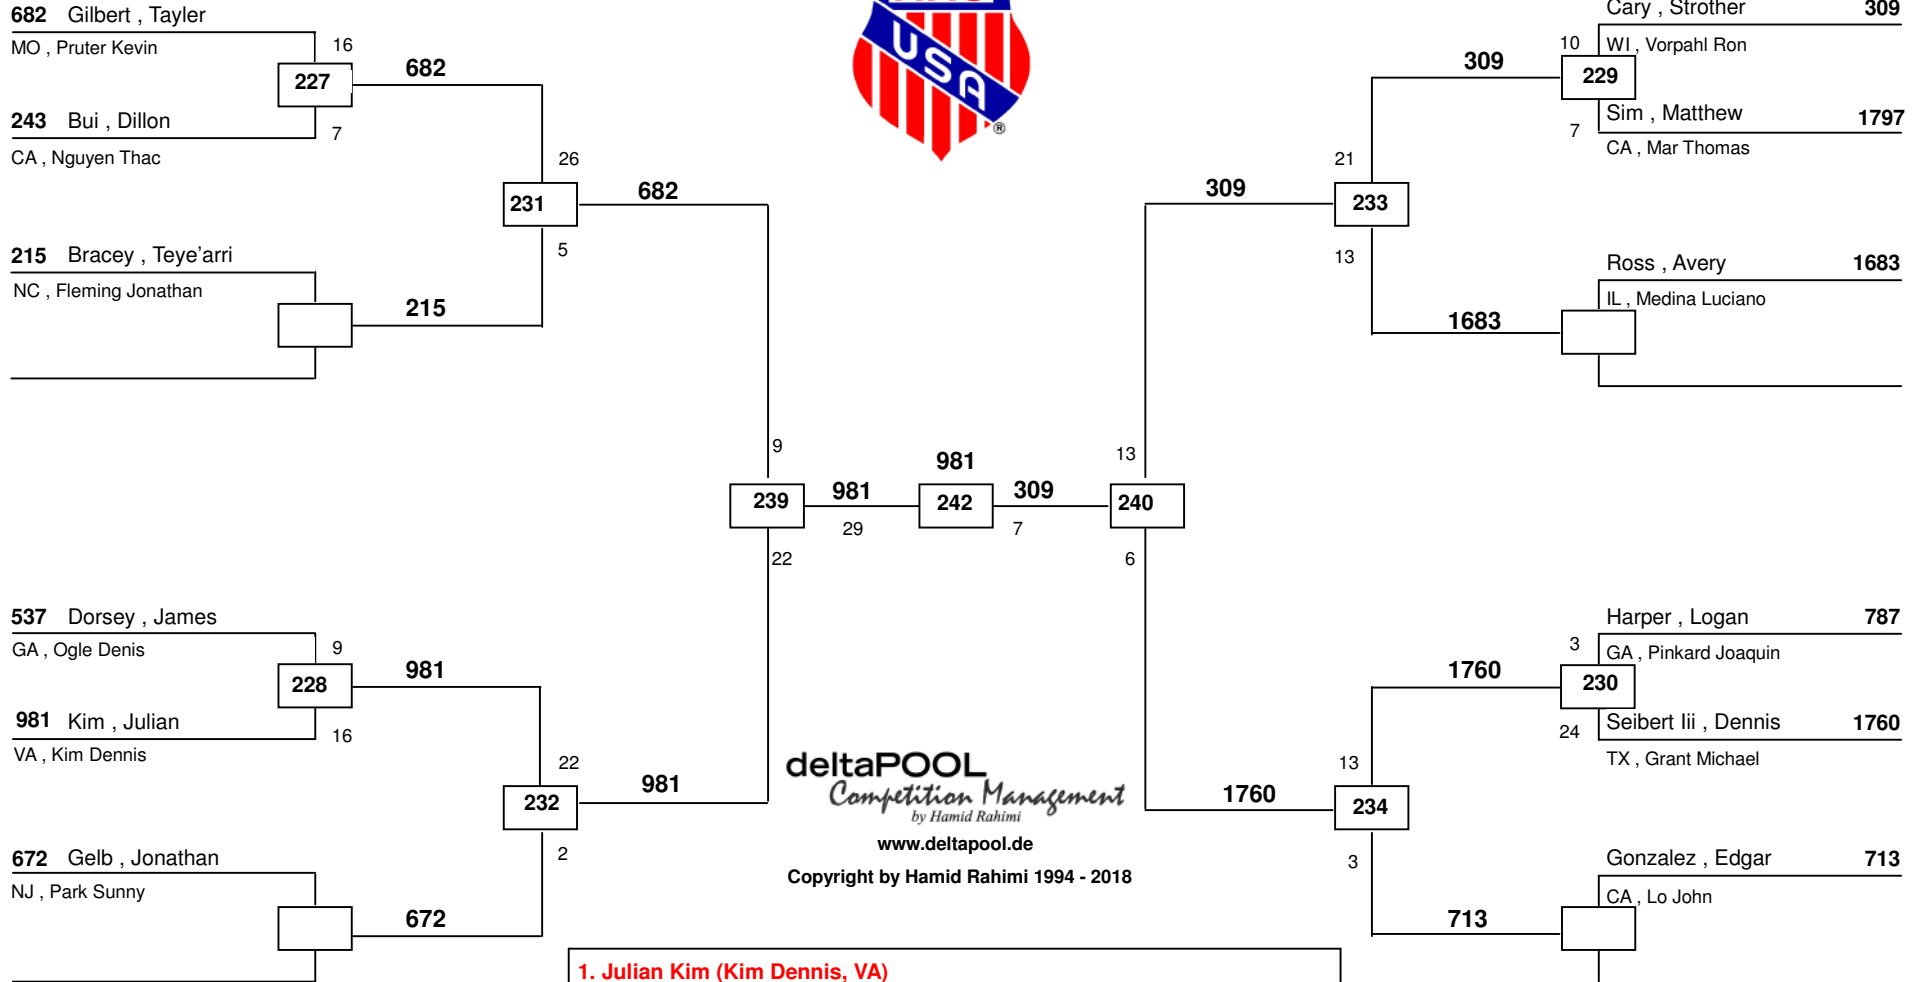 682 Gilbert , Tayler
MO , Pruter Kevin
16
227
682
243 Bui , Dillon
7
CA , Nguyen Thac
26
231
682
5
215 Bracey , Teye'arri
NC , Fleming Jonathan
215
9
239
981
29
22
537 Dorsey , James
GA , Ogle Denis
9
228
981
981 Kim , Julian
16
VA , Kim Dennis
22
232
981
2
672 Gelb , Jonathan
NJ , Park Sunny
672
USA
®
981
242
309
7
13
240
6
Cary , Strother 309
10
WI , Vorpahl Ron
309
229
Sim , Matthew 1797
7
CA , Mar Thomas
21
309
233
13
Ross , Avery 1683
IL , Medina Luciano
1683
Harper , Logan 787
3
GA , Pinkard Joaquin
1760
230
Seibert Iii , Dennis 1760
24
TX , Grant Michael
13
1760
234
3
Gonzalez , Edgar 713
CA , Lo John
713
deltaPOOL
Competition Management
by Hamid Rahimi
www.deltapool.de
Copyright by Hamid Rahimi 1994 - 2018
1. Julian Kim (Kim Dennis, VA)